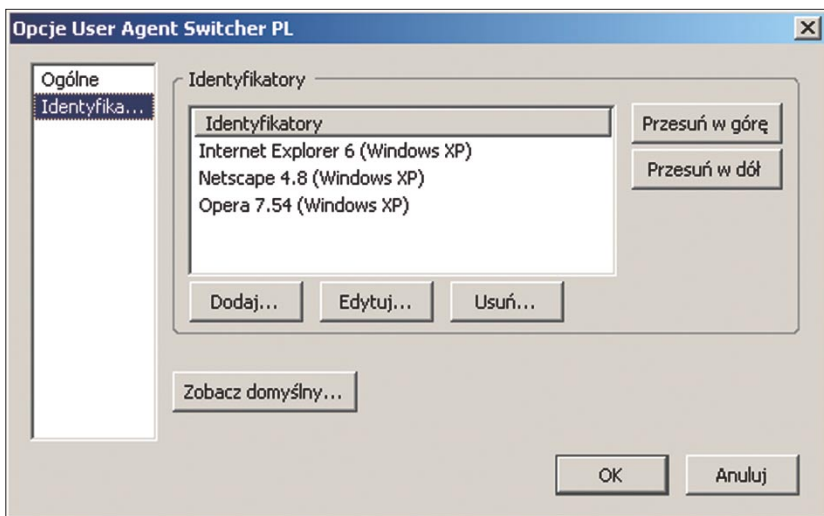 Opcje User Agent Switcher PL
Ogólne
Identyfika...
Identyfikatory
Identyfikatory
Internet Explorer 6 (Windows XP)
Netscape 4.8 (Windows XP)
Opera 7.54 (Windows XP)
Przesuń w górę
Przesuń w dół
Dodaj...
Edytuj...
Usuń...
Zobacz domyślny...
OK
Anuluj